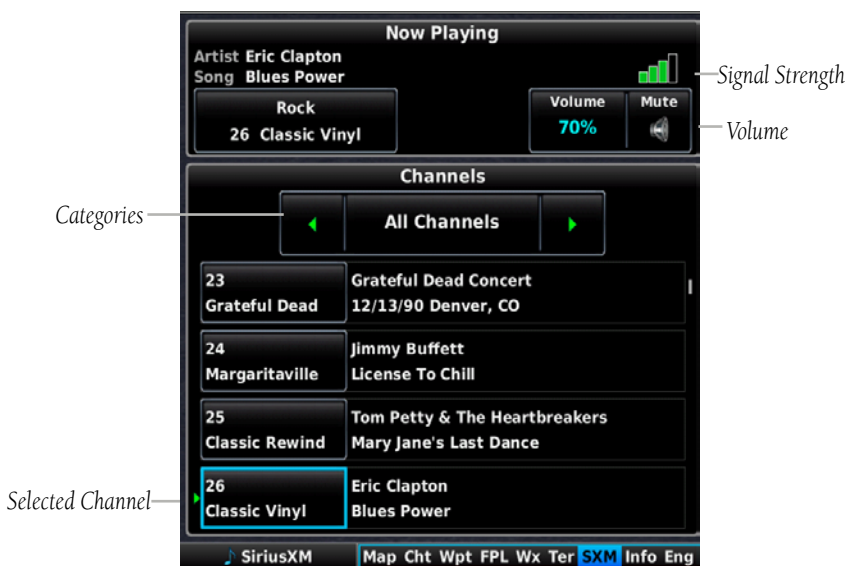 Now Playing
Artist Eric Clapton
Song Blues Power
Signal Strength
Rock
26 Classic Vinyl
Volume
70%
Mute
Volume
Channels
Categories
All Channels
23
Grateful Dead
Grateful Dead Concert
12/13/90 Denver, CO
24
Margaritaville
Jimmy Buffett
License To Chill
25
Classic Rewind
Tom Petty & The Heartbreakers
Mary Jane's Last Dance
Selected Channel
26
Classic Vinyl
Eric Clapton
Blues Power
SiriusXM
Map Cht Wpt FPL Wx Ter SXM Info Eng